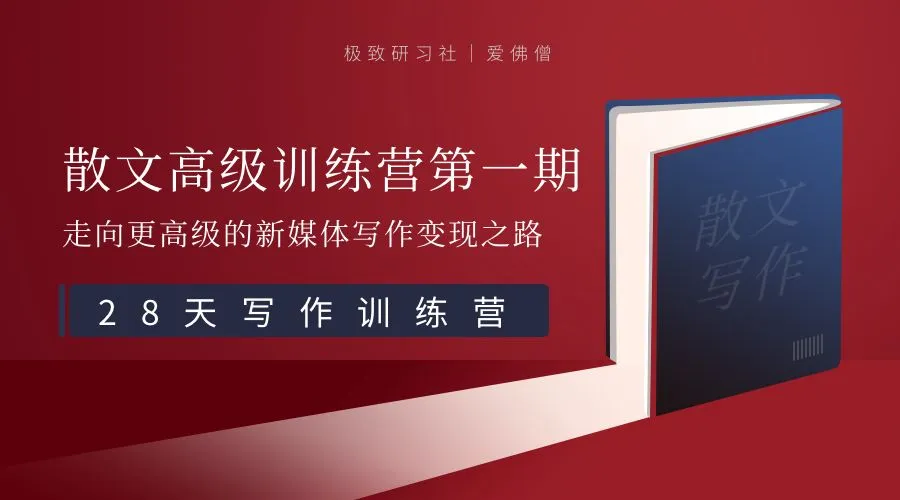 极致研习社｜爱佛僧
散文高级训练营第一期
走向更高级的新媒体写作变现之路
28天写作训练营
散文
写作